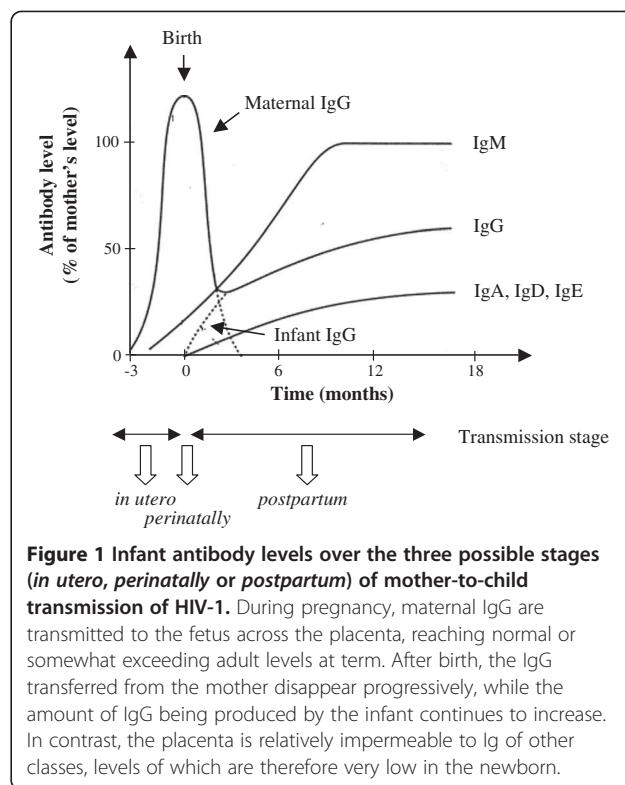 Birth
Maternal IgG
Antibody level
(% of mother's level)
100
50
0
IgM
IgG
IgA, IgD, IgE
Infant IgG
-3 0 6 12 18
Time (months)
Transmission stage
in utero
perinatally
postpartum
Figure 1 Infant antibody levels over the three possible stages
(in utero, perinatally or postpartum) of mother-to-child
transmission of HIV-1. During pregnancy, maternal IgG are
transmitted to the fetus across the placenta, reaching normal or
somewhat exceeding adult levels at term. After birth, the IgG
transferred from the mother disappear progressively, while the
amount of IgG being produced by the infant continues to increase.
In contrast, the placenta is relatively impermeable to Ig of other
classes, levels of which are therefore very low in the newborn.